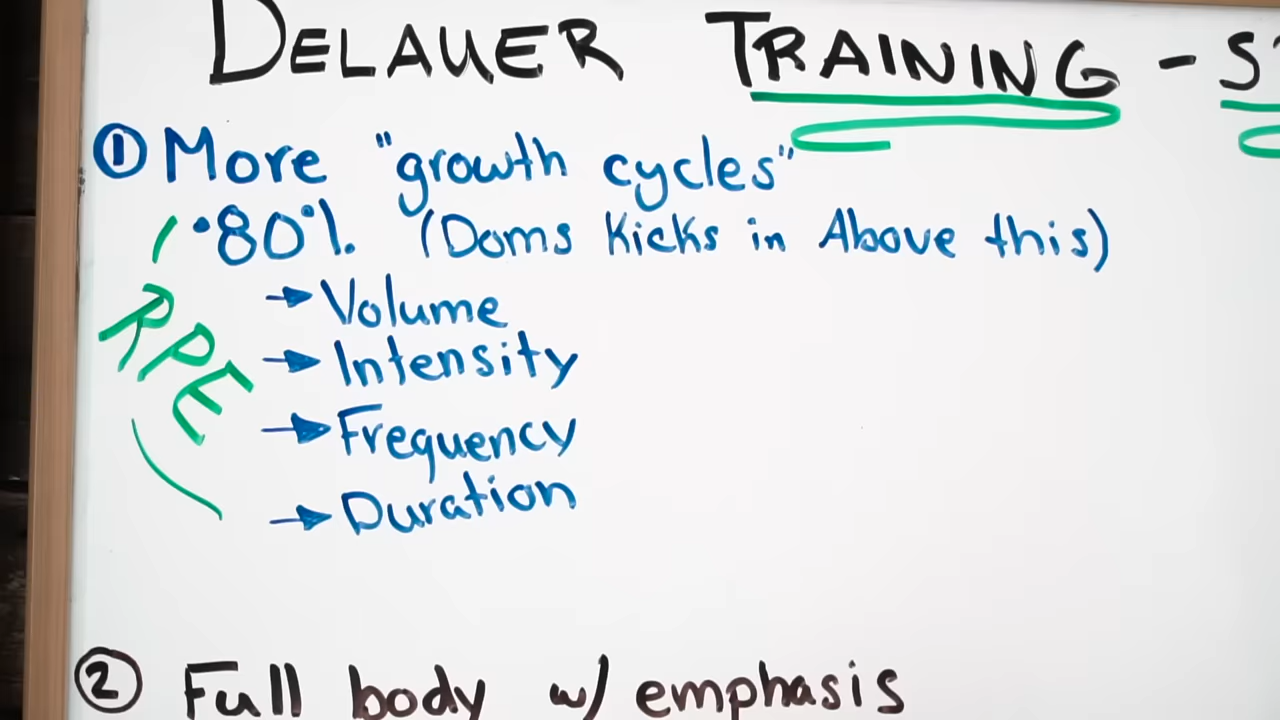 DELAUER TRAINING - S
① More "growth cycles"
•80% (Doms Kicks in Above this)
RPE
→ Volume
→ Intensity
→ Frequency
→ Duration
② Full body w/ emphasis